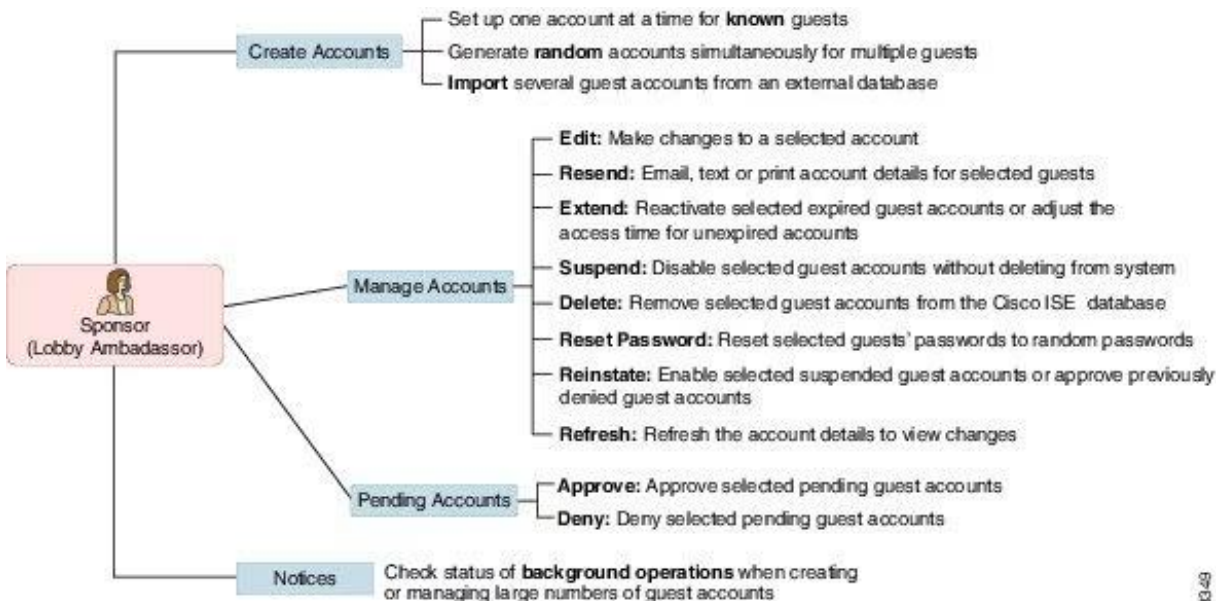 Set up one account at a time for known guests
Create Accounts
Generate random accounts simultaneously for multiple guests
Import several guest accounts from an external database
Edit: Make changes to a selected account
Resend: Email, text or print account details for selected guests
Extend: Reactivate selected expired guest accounts or adjust the
access time for unexpired accounts
Suspend: Disable selected guest accounts without deleting from system
Manage Accounts
Delete: Remove selected guest accounts from the Cisco ISE database
Sponsor
(Lobby Ambadassor)
Reset Password: Reset selected guests' passwords to random passwords
Reinstate: Enable selected suspended guest accounts or approve previously
denied guest accounts
Refresh: Refresh the account details to view changes
Pending Accounts
Approve: Approve selected pending guest accounts
Deny: Deny selected pending guest accounts
Notices
Check status of background operations when creating
or managing large numbers of guest accounts